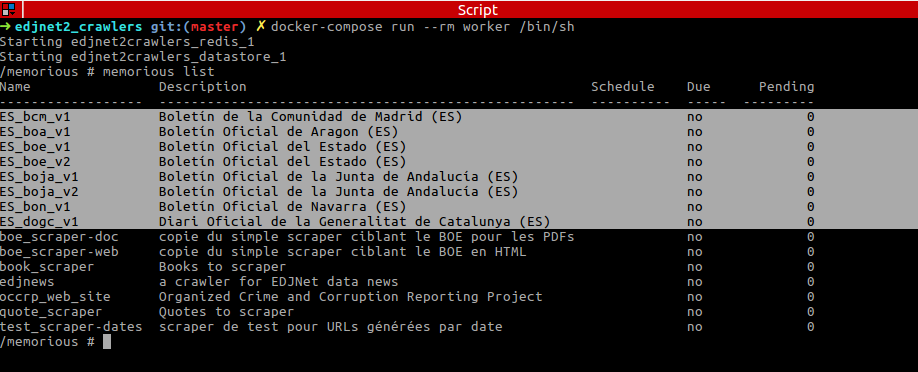 Script
➜ edjnet2_crawlers git:(master) ✗ docker-compose run --rm worker /bin/sh
Starting edjnet2crawlers_redis_1
Starting edjnet2crawlers_datastore_1
/memorious # memorious list
Name Description Schedule Due Pending
------------------ ---------------------------------------------------- ---------- ----- ---------
ES_bcm_v1 Boletín de la Comunidad de Madrid (ES) no 0
ES_boa_v1 Boletín Oficial de Aragon (ES) no 0
ES_boe_v1 Boletín Oficial del Estado (ES) no 0
ES_boe_v2 Boletín Oficial del Estado (ES) no 0
ES_boja_v1 Boletín Oficial de la Junta de Andalucía (ES) no 0
ES_boja_v2 Boletín Oficial de la Junta de Andalucía (ES) no 0
ES_bon_v1 Boletín Oficial de Navarra (ES) no 0
ES_dogc_v1 Diari Oficial de la Generalitat de Catalunya (ES) no 0
boe_scraper-doc copie du simple scraper ciblant le BOE pour les PDFs no 0
boe_scraper-web copie du simple scraper ciblant le BOE en HTML no 0
book_scraper Books to scraper no 0
edjnews a crawler for EDJNet data news no 0
occrp_web_site Organized Crime and Corruption Reporting Project no 0
quote_scraper Quotes to scraper no 0
test_scraper-dates scraper de test pour URLs générées par date no 0
/memorious #